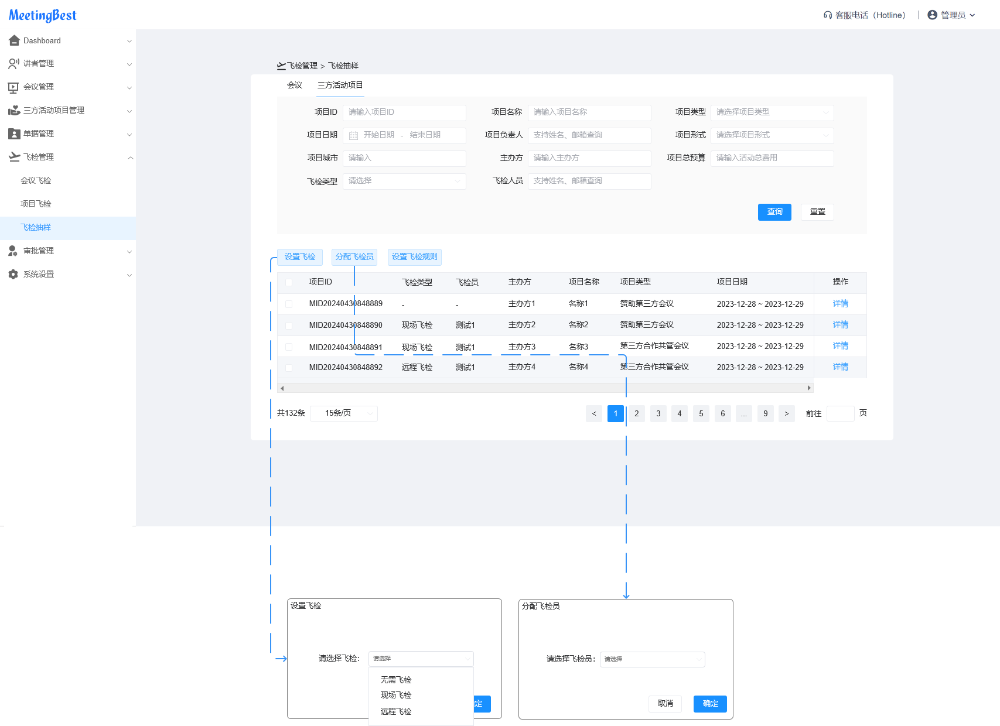 MeetingBest
客服电话（Hotline）
管理员
Dashboard
讲者管理
会议管理
三方活动项目管理
单据管理
飞检管理
会议飞检
项目飞检
飞检抽样
审批管理
系统设置
飞检管理 > 飞检抽样
会议 三方活动项目
项目ID 请输入项目ID 项目名称 请输入项目名称 项目类型 请选择项目类型
项目日期 开始日期 - 结束日期 项目负责人 支持姓名、邮箱查询 项目形式 请选择项目形式
项目城市 请输入 主办方 请输入主办方 项目总预算 请输入活动总费用
飞检类型 请选择 飞检人员 支持姓名、邮箱查询
查询 重置
设置飞检 分配飞检员 设置飞检规则
项目ID 飞检类型 飞检员 主办方 项目名称 项目类型 项目日期 操作
MID20240430848889 - - 主办方1 名称1 赞助第三方会议 2023-12-28 ~ 2023-12-29 详情
MID20240430848890 现场飞检 测试1 主办方2 名称2 赞助第三方会议 2023-12-28 ~ 2023-12-29 详情
MID20240430848891 现场飞检 测试1 主办方3 名称3 第三方合作共管会议 2023-12-28 ~ 2023-12-29 详情
MID20240430848892 远程飞检 测试1 主办方4 名称4 第三方合作共管会议 2023-12-28 ~ 2023-12-29 详情
共132条 15条/页 < 1 2 3 4 5 6 ... 9 > 前往 页
设置飞检
请选择飞检： 请选择
无需飞检
现场飞检
远程飞检
定
分配飞检员
请选择飞检员： 请选择
取消 确定